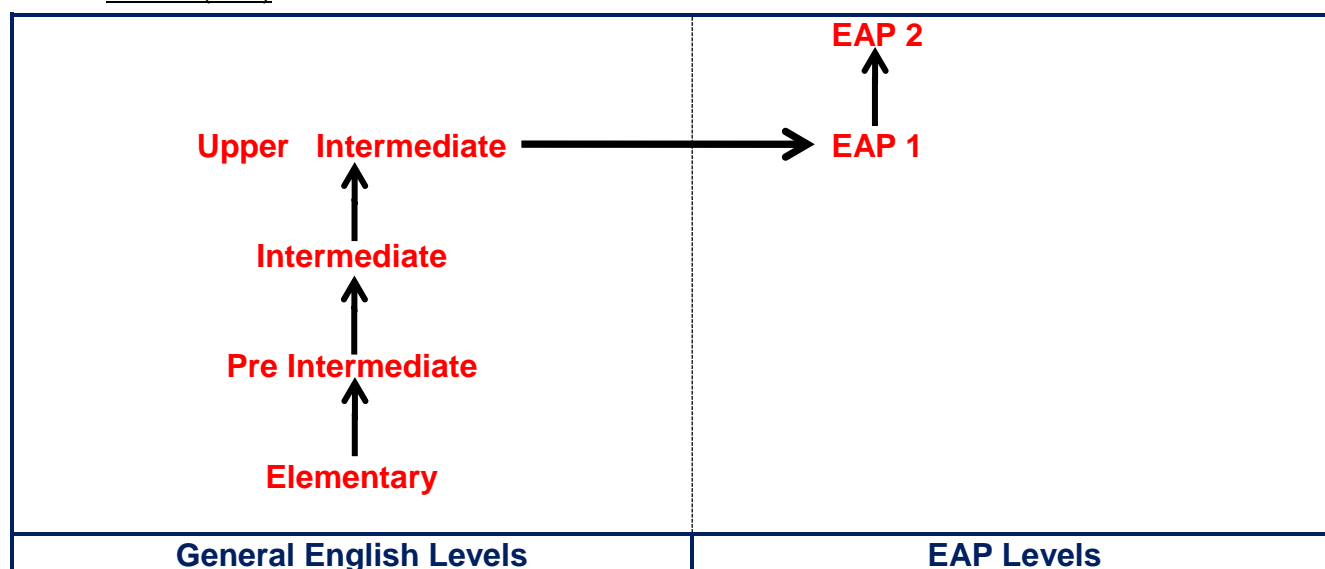 EAP 2
Upper Intermediate
EAP 1
Intermediate
Pre Intermediate
Elementary
General English Levels
EAP Levels